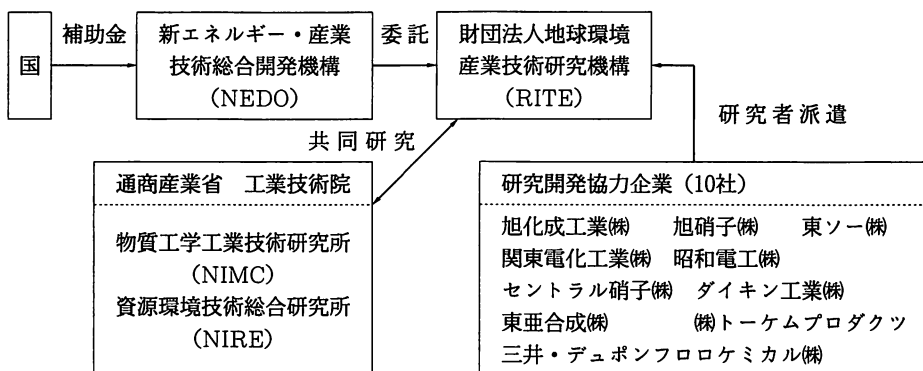 国
補助金
新エネルギー・産業
技術総合開発機構
(NEDO)
委託
財団法人地球環境
産業技術研究機構
(RITE)
共同研究
研究者派遣
通商産業省 工業技術院
物質工学工業技術研究所
(NIMC)
資源環境技術総合研究所
(NIRE)
研究開発協力企業(10社)
旭化成工業㈱ 旭硝子㈱ 東ソー㈱
関東電化工業㈱ 昭和電工㈱
セントラル硝子㈱ ダイキン工業㈱
東亜合成㈱ ㈱トーケムプロダクツ
三井・デュポンフロロケミカル㈱